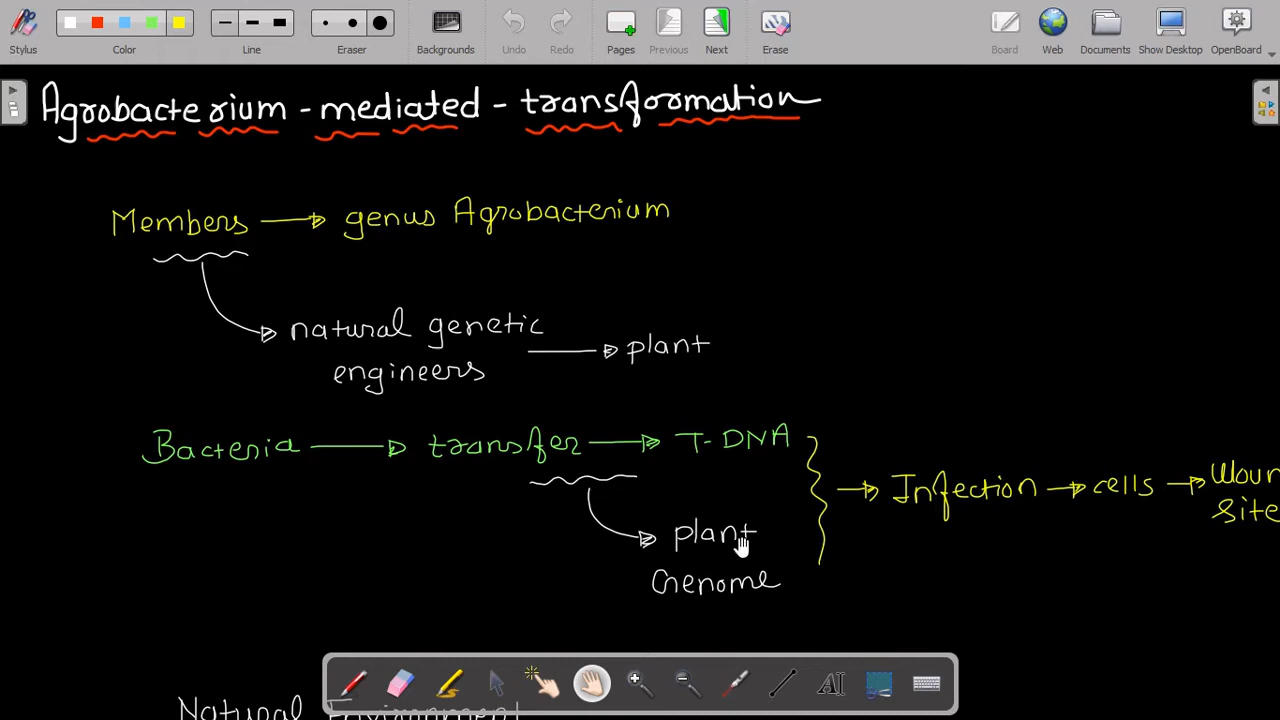 Stylus Color Line Eraser Backgrounds Undo Redo Pages Previous Next Erase Board Web Documents Show Desktop OpenBoard
Agrobacterium - mediated - transformation
Members → genus Agrobacterium
natural genetic
engineers → plant
Bacteria → transfer → T-DNA
→ Infection → cells →
site
plant
Genome
Natural Environment